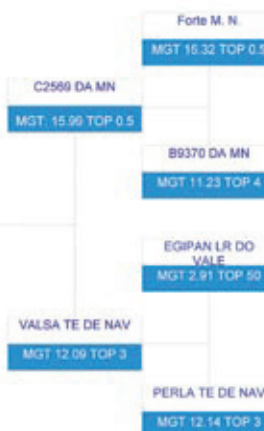 Forte M. N.
MGT 15.32 TOP 0.5
C2569 DA MN
MGT: 15.99 TOP 0.5
B9370 DA MN
MGT 11.23 TOP 4
EGIPAN LR DO
VALE
MGT 2.91 TOP 50
VALSA TE DE NAV
MGT 12.09 TOP 3
PERLA TE DE NAV
MGT 12.14 TOP 3